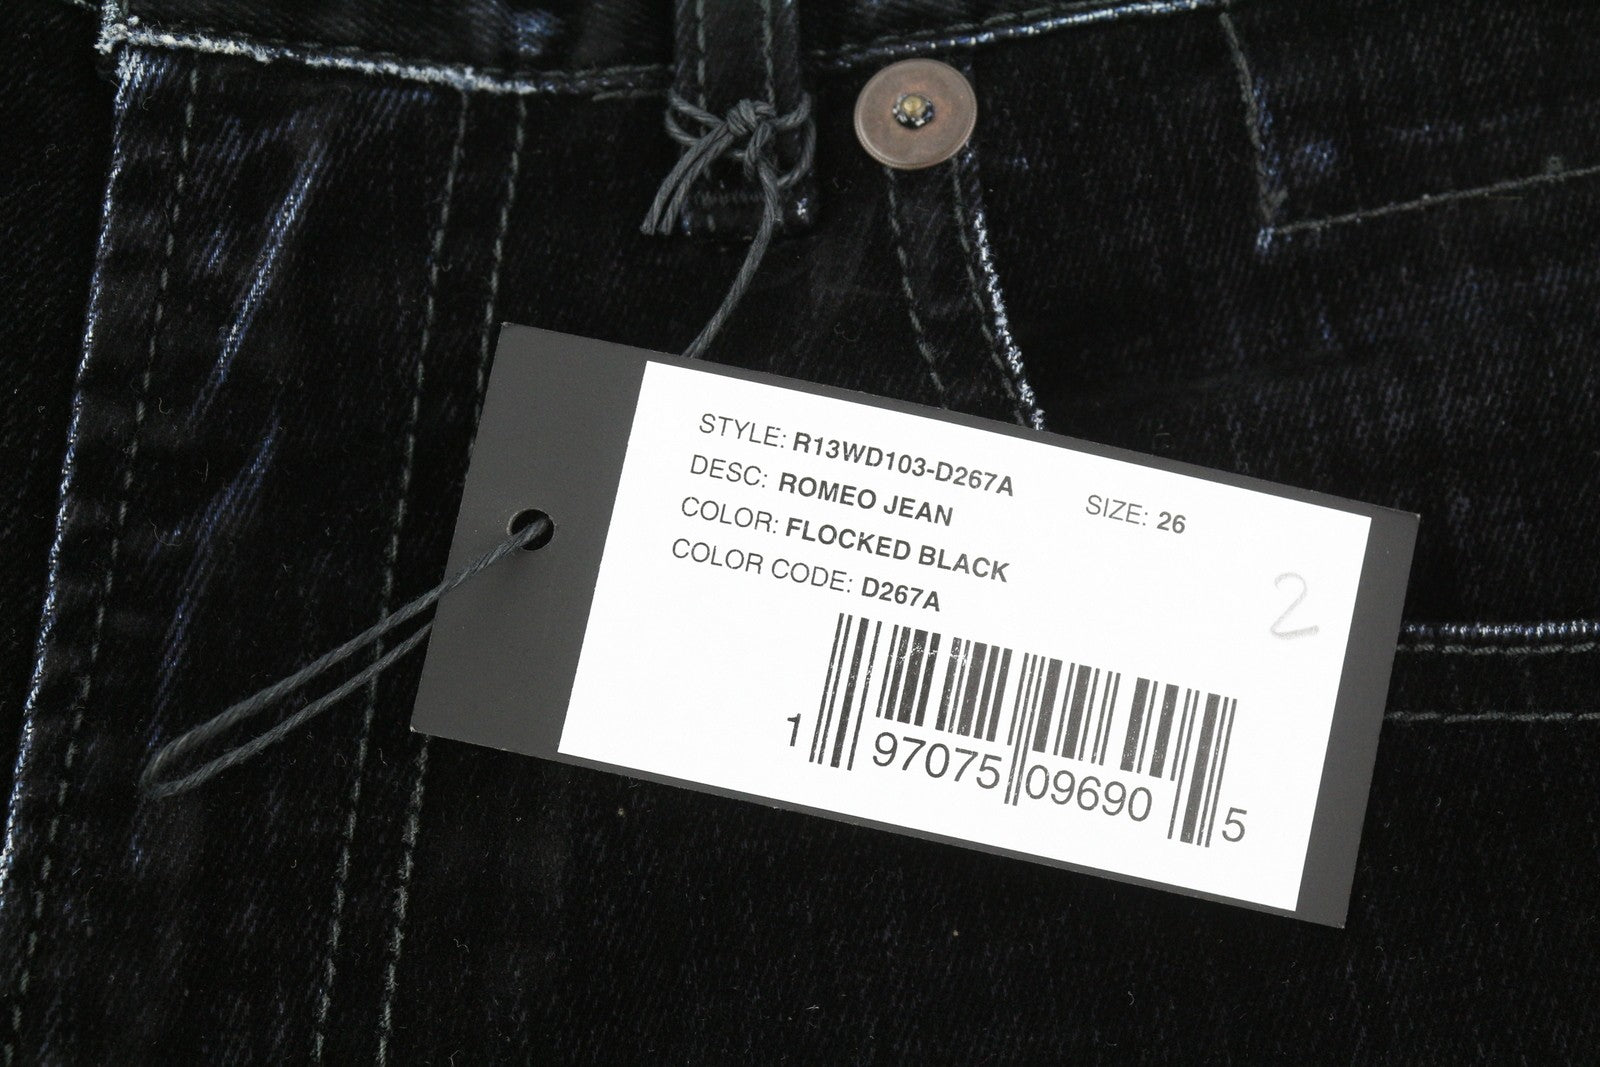 STYLE: R13WD103-D267A
DESC: ROMEO JEAN
SIZE: 26
COLOR: FLOCKED BLACK
COLOR CODE: D267A
2
1 97075 09690 5